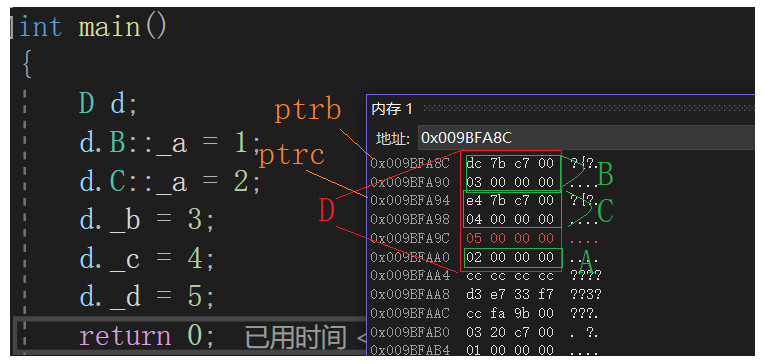 int main()
{
D d;
d.B::_a = 1;
d.C::_a = 2;
d._b = 3;
d._c = 4;
d._d = 5;
return 0; 已用时间 <
ptrb
ptrc
D
内存 1
地址: 0x009BFA8C
0x009BFA8C dc 7b c7 00 ?{?.
0x009BFA90 03 00 00 00 ....
0x009BFA94 e4 7b c7 00 ?{?.
0x009BFA98 04 00 00 00 ....
0x009BFA9C 05 00 00 00 ....
0x009BFAA0 02 00 00 00 ....
0x009BFAA4 cc cc cc cc ????
0x009BFAA8 d3 e7 33 f7 ??3?
0x009BFAAC cc fa 9b 00 ???.
0x009BFAB0 03 20 c7 00 . ?.
0x009BFAB4 01 00 00 00 ....
B
C
A